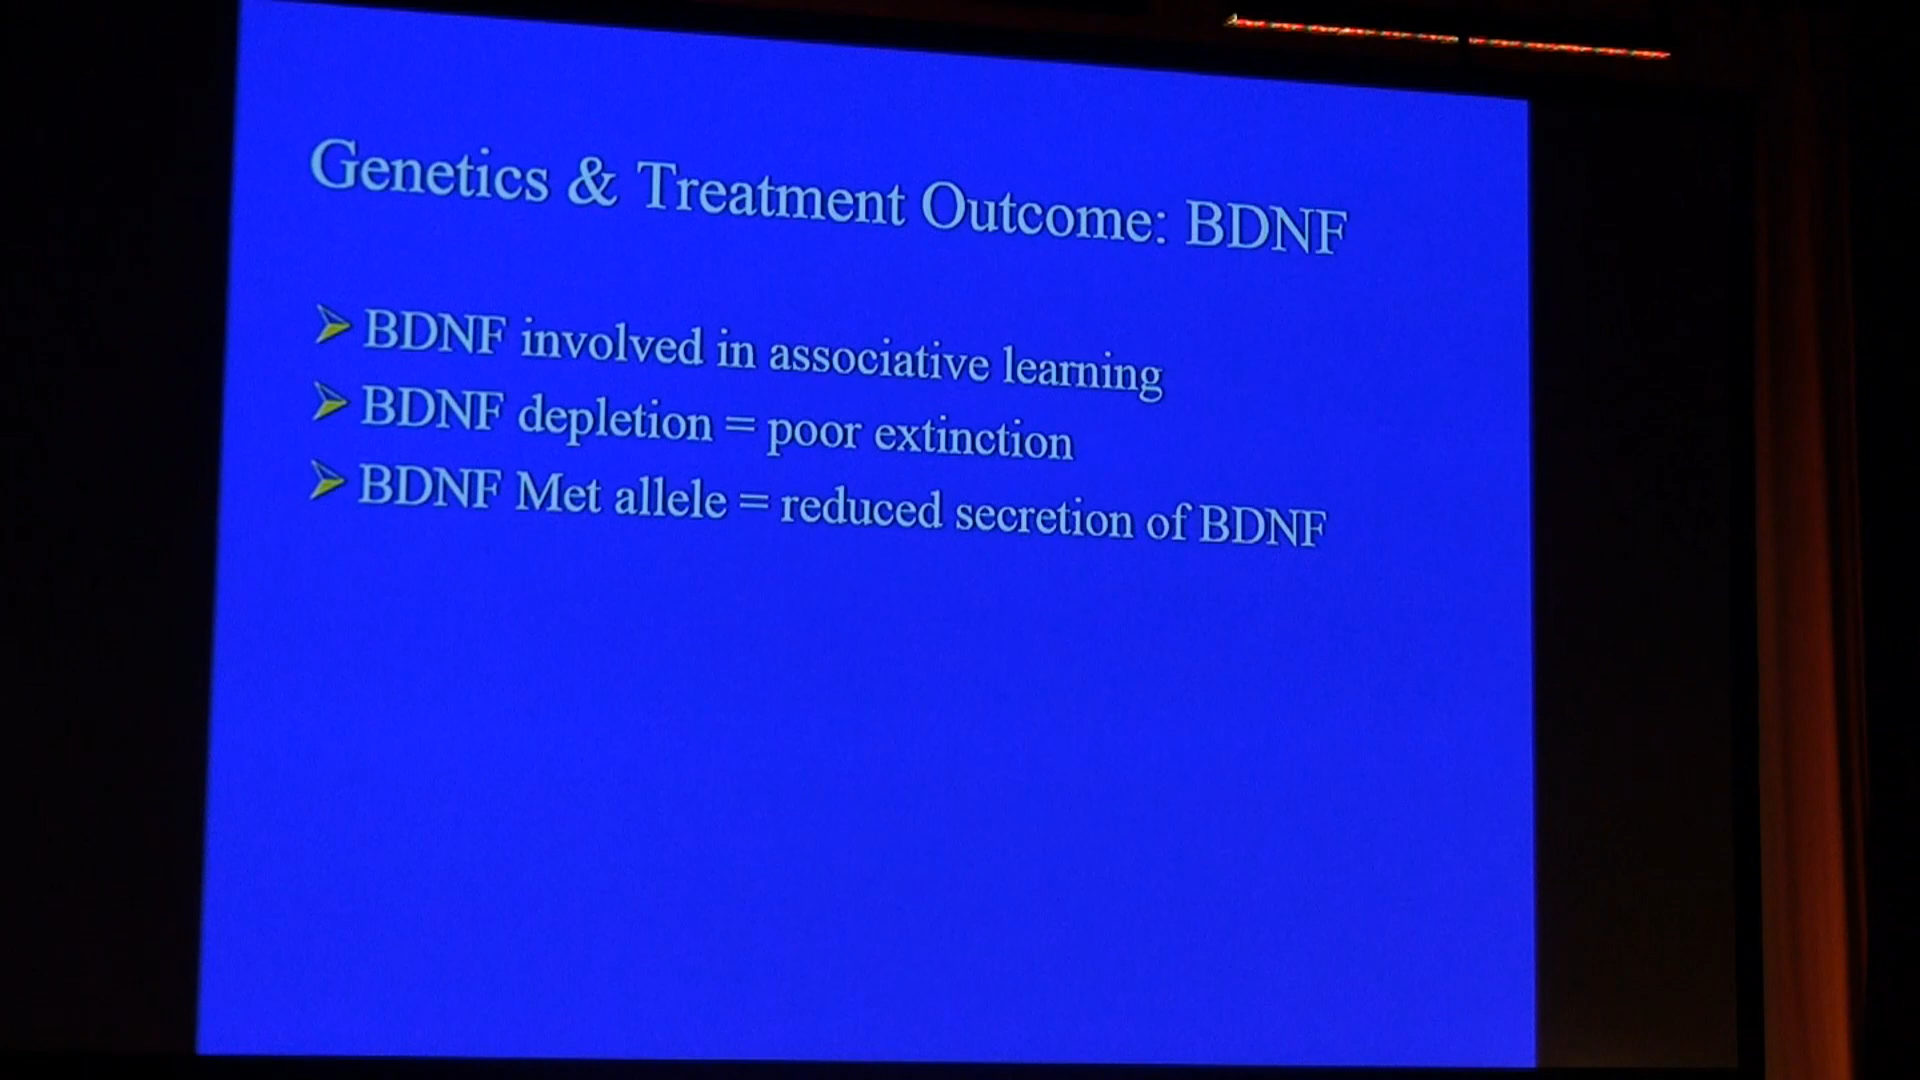 Genetics & Treatment Outcome: BDNF
BDNF involved in associative learning
BDNF depletion = poor extinction
BDNF Met allele = reduced secretion of BDNF